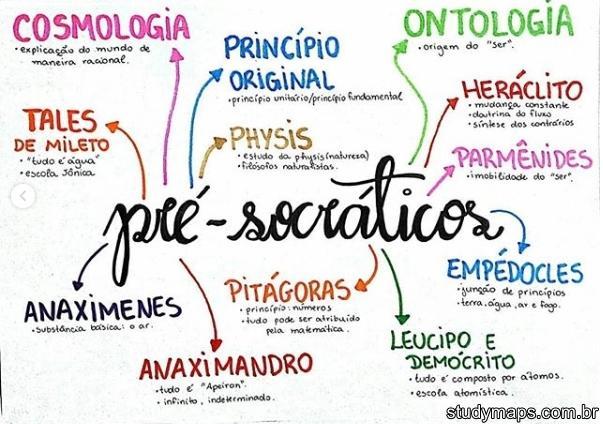 COSMOLOGIA
• explicação do mundo de
maneira racional.
PRINCÍPIO
ORIGINAL
• princípio unitário/princípio fundamental
ONTOLOGIA
• origem do "ser".
HERÁCLITO
• mudança constante
• doutrina do fluxo
• síntese dos contrários
TALES
DE MILETO
• "tudo é água"
• escola Jônica
PHYSIS
• estudo da physis(natureza)
• filósofos naturalistas.
PARMÊNIDES
• imobilidade do "ser".
pré-socráticos
EMPÉDOCLES
• junção de princípios
• terra, água, ar e fogo.
ANAXIMENES
• substância básica: o ar.
PITÁGORAS
• princípio: números
• tudo pode ser atribuído
pela matemática.
ANAXIMANDRO
• tudo é "Apeiron".
• infinito, indeterminado.
LEUCIPO E
DEMÓCRITO
• tudo é composto por átomos.
• escola atomística.
studymaps.com.br